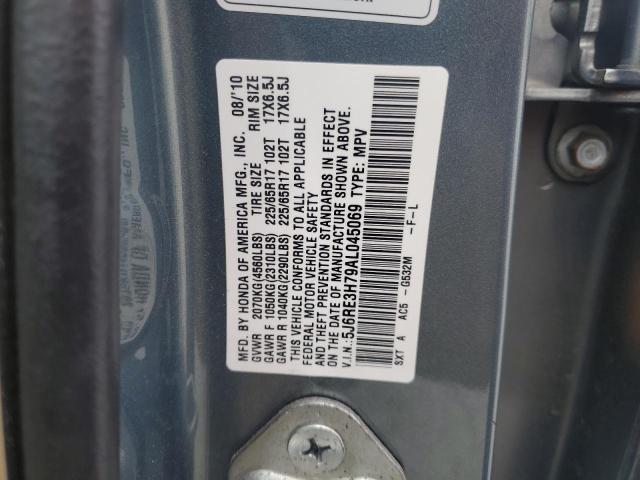 MFD. BY HONDA OF AMERICA MFG., INC. 08/'10
GVWR 2070KG(4560LBS) TIRE SIZE RIM SIZE
GAWR F 1050KG(2310LBS) 225/65R17 102T 17X6.5J
GAWR R 1040KG(2290LBS) 225/65R17 102T 17X6.5J
THIS VEHICLE CONFORMS TO ALL APPLICABLE
FEDERAL MOTOR VEHICLE SAFETY
AND THEFT PREVENTION STANDARDS IN EFFECT
ON THE DATE OF MANUFACTURE SHOWN ABOVE.
V.I.N.: 5J6RE3H79AL045069 TYPE: MPV
SXT A AC5 - G532M - F - L